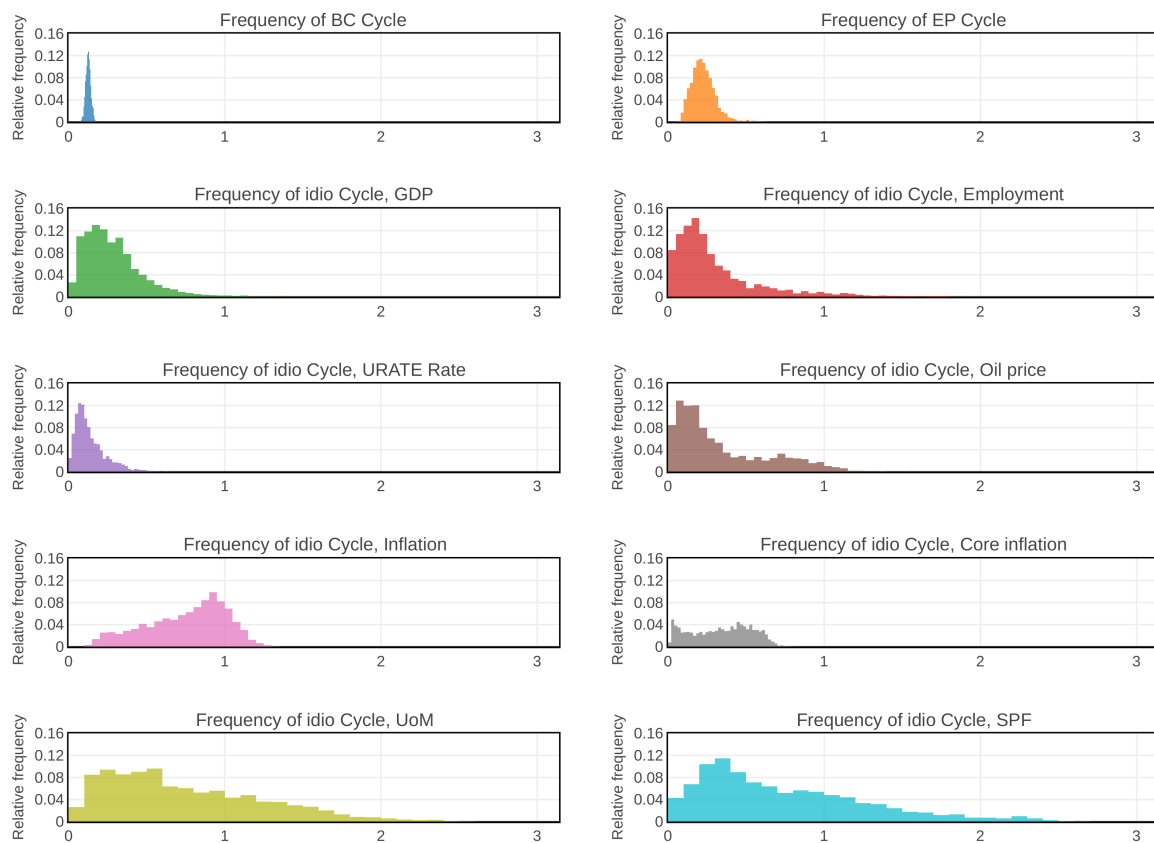 Frequency of BC Cycle
Relative frequency
0.16
0.12
0.08
0.04
0
0 1 2 3
Frequency of EP Cycle
Relative frequency
0.16
0.12
0.08
0.04
0
0 1 2 3
Frequency of idio Cycle, GDP
Relative frequency
0.16
0.12
0.08
0.04
0
0 1 2 3
Frequency of idio Cycle, Employment
Relative frequency
0.16
0.12
0.08
0.04
0
0 1 2 3
Frequency of idio Cycle, URATE Rate
Relative frequency
0.16
0.12
0.08
0.04
0
0 1 2 3
Frequency of idio Cycle, Oil price
Relative frequency
0.16
0.12
0.08
0.04
0
0 1 2 3
Frequency of idio Cycle, Inflation
Relative frequency
0.16
0.12
0.08
0.04
0
0 1 2 3
Frequency of idio Cycle, Core inflation
Relative frequency
0.16
0.12
0.08
0.04
0
0 1 2 3
Frequency of idio Cycle, UoM
Relative frequency
0.16
0.12
0.08
0.04
0
0 1 2 3
Frequency of idio Cycle, SPF
Relative frequency
0.16
0.12
0.08
0.04
0
0 1 2 3